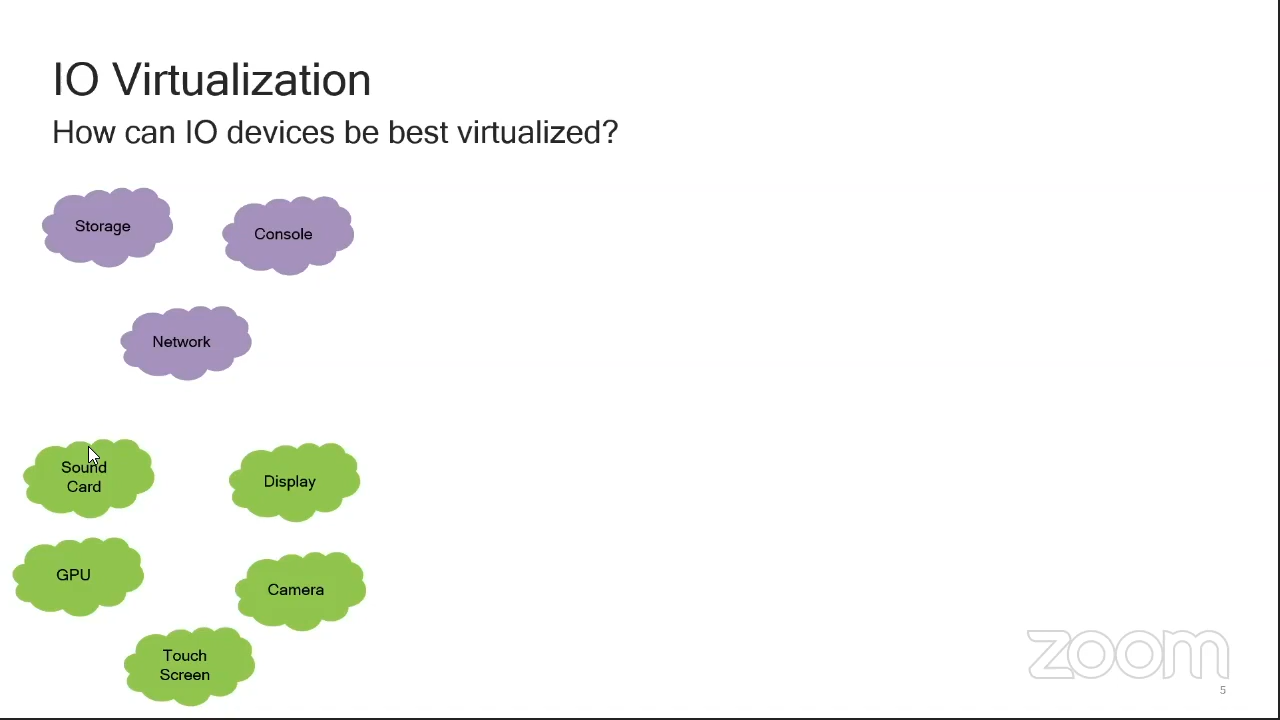 IO Virtualization
How can IO devices be best virtualized?
Storage
Console
Network
Sound
Card
Display
GPU
Camera
Touch
Screen
zoom
5